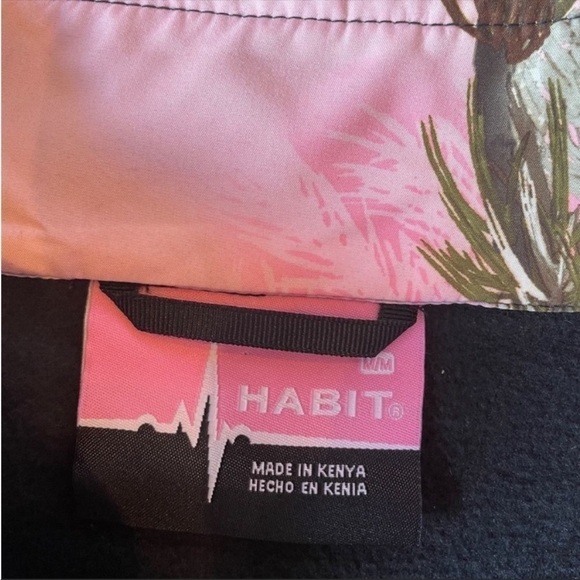 M/M
HABIT®
MADE IN KENYA
HECHO EN KENIA